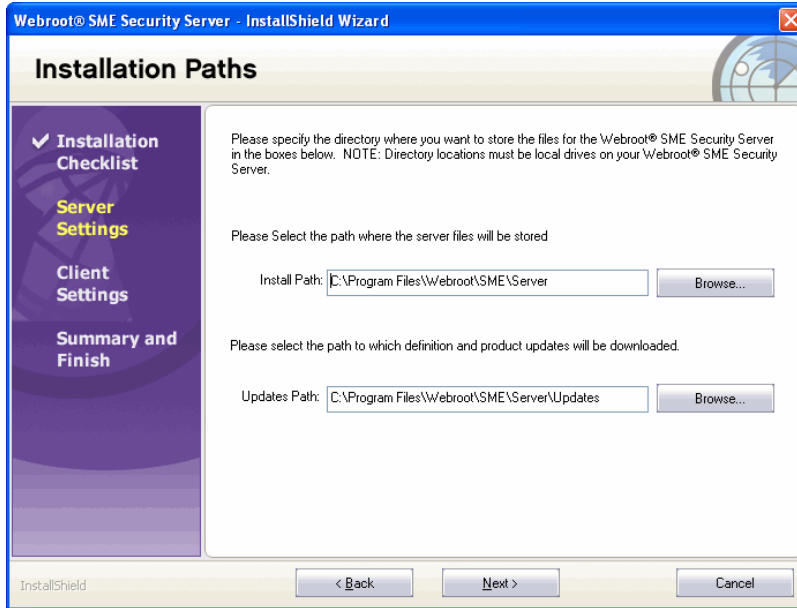 Webroot® SME Security Server - InstallShield Wizard
Installation Paths
Installation
Checklist
Server
Settings
Client
Settings
Summary and
Finish
Please specify the directory where you want to store the files for the Webroot® SME Security Server
in the boxes below. NOTE: Directory locations must be local drives on your Webroot® SME Security
Server.
Please Select the path where the server files will be stored
Install Path: C:\Program Files\Webroot\SME\Server Browse...
Please select the path to which definition and product updates will be downloaded.
Updates Path: C:\Program Files\Webroot\SME\Server\Updates Browse...
InstallShield
< Back Next > Cancel